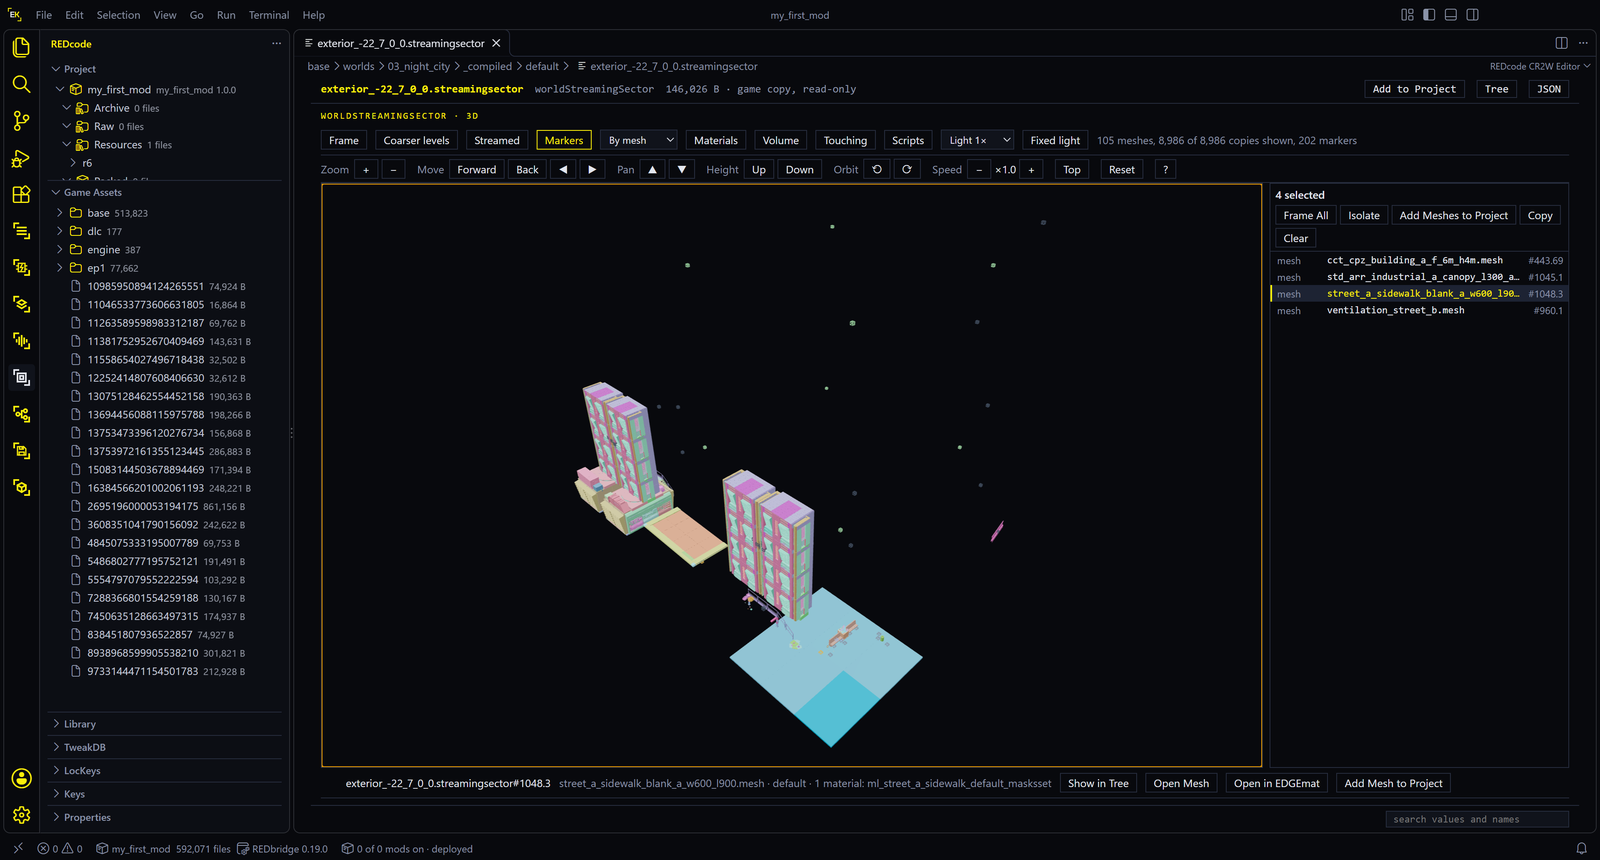 EK File Edit Selection View Go Run Terminal Help my_first_mod
REDcode
exterior_-22_7_0_0.streamingsector
Project
my_first_mod my_first_mod 1.0.0
Archive 0 files
Raw 0 files
Resources 1 files
r6
Game Assets
base 513,823
dlc 177
engine 387
ep1 77,662
10985950894124265551 74,924 B
11046533773606631805 16,864 B
11263589598983312187 69,762 B
11381752952670409469 143,631 B
11558654027496718438 32,502 B
12252414807608406630 32,612 B
13075128462554452158 190,363 B
13694456088115975788 198,266 B
13753473396120276734 156,868 B
13753972161355123445 286,883 B
15083144503678894469 171,394 B
16384566201002061193 248,221 B
2695196000053194175 861,156 B
3608351041790156092 242,622 B
4845075333195007789 69,753 B
5486802777195752121 191,491 B
5554797079552222594 103,292 B
7288366801554259188 130,167 B
7450635128663497315 174,937 B
838451807936522857 74,927 B
8938968599905538210 301,821 B
9733144471154501783 212,928 B
Library
TweakDB
LocKeys
Keys
Properties
base worlds 03_night_city _compiled default exterior_-22_7_0_0.streamingsector REDcode CR2W Editor
exterior_-22_7_0_0.streamingsector worldStreamingSector 146,026 B · game copy, read-only Add to Project Tree JSON
WORLDSTREAMINGSECTOR · 3D
Frame Coarser levels Streamed Markers By mesh Materials Volume Touching Scripts Light 1× Fixed light 105 meshes, 8,986 of 8,986 copies shown, 202 markers
Zoom + − Move Forward Back ◀ ▶ Pan ▲ ▼ Height Up Down Orbit Speed − ×1.0 + Top Reset ?
4 selected
Frame All Isolate Add Meshes to Project Copy
Clear
mesh cct_cpz_building_a_f_6m_h4m.mesh #443.69
mesh std_arr_industrial_a_canopy_l300_a… #1045.1
mesh street_a_sidewalk_blank_a_w600_l90… #1048.3
mesh ventilation_street_b.mesh #960.1
exterior_-22_7_0_0.streamingsector#1048.3 street_a_sidewalk_blank_a_w600_l900.mesh · default · 1 material: ml_street_a_sidewalk_default_masksset Show in Tree Open Mesh Open in EDGEmat Add Mesh to Project
search values and names
0 0 my_first_mod 592,071 files REDbridge 0.19.0 0 of 0 mods on · deployed